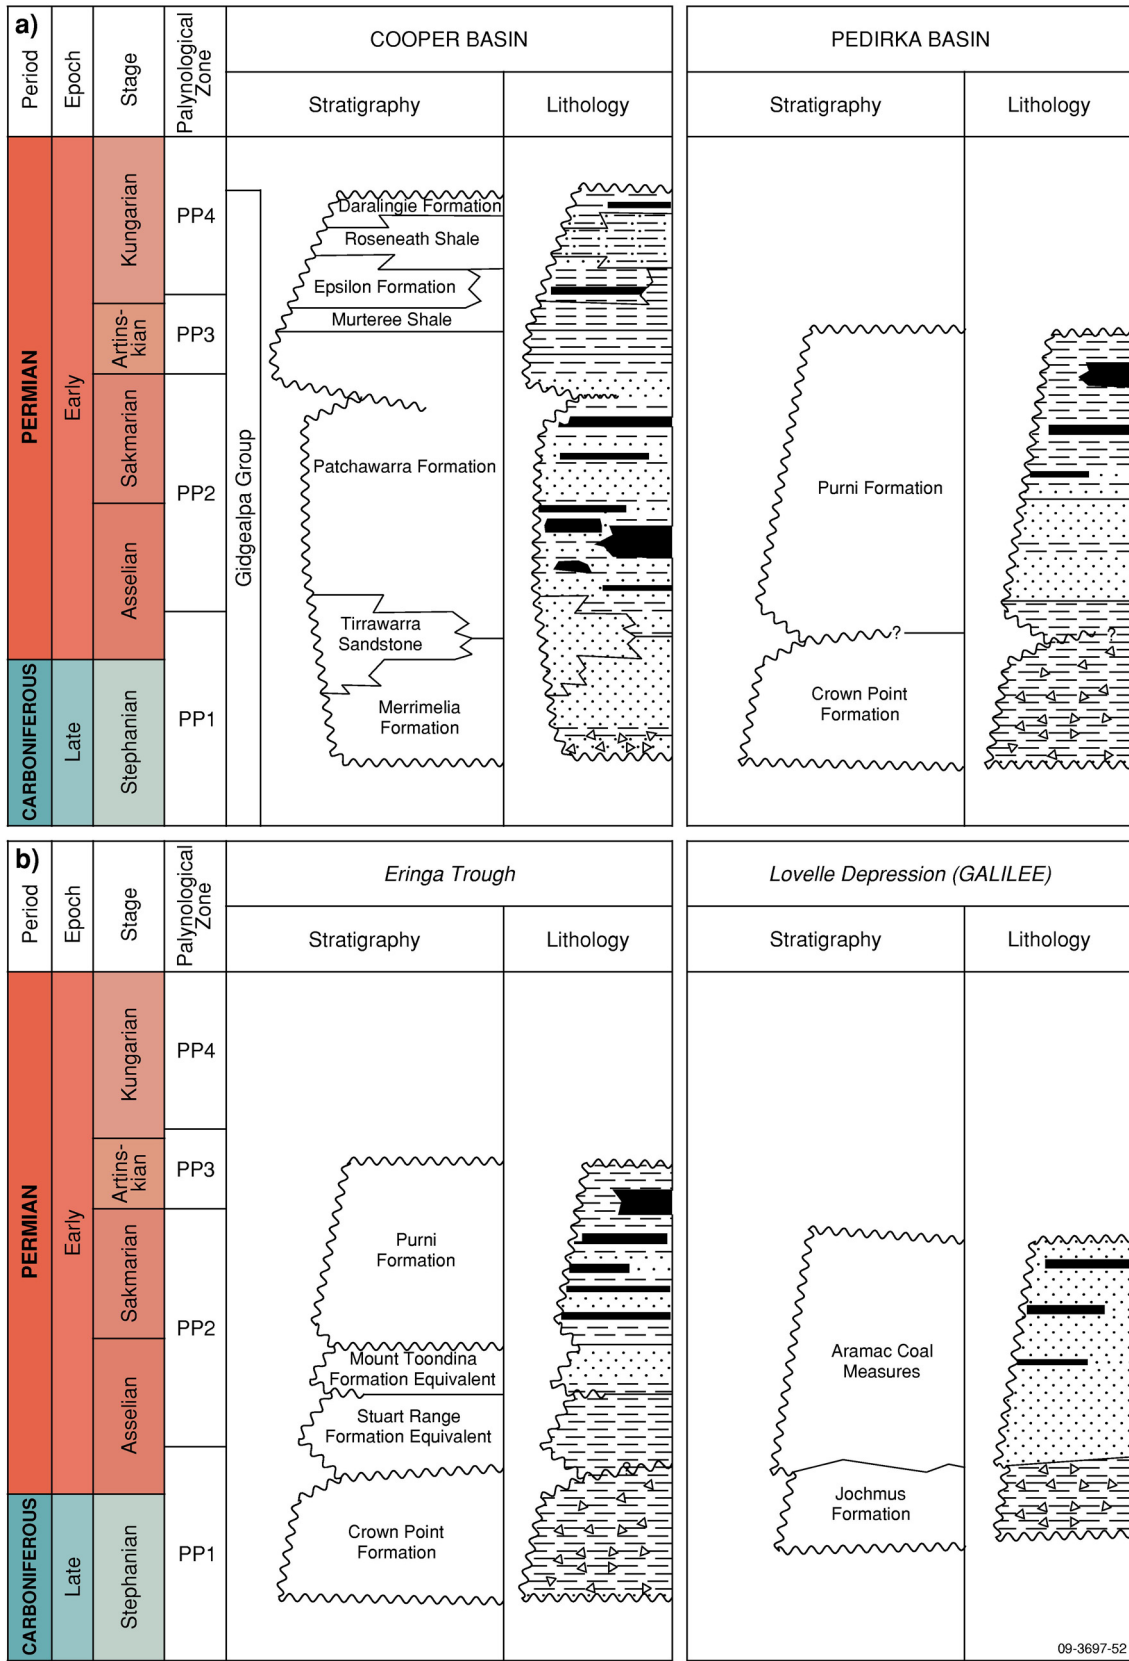 a)
Period
Epoch
Stage
Palynological
Zone
COOPER BASIN
Stratigraphy
Lithology
PEDIRKA BASIN
Stratigraphy
Lithology
PERMIAN
CARBONIFEROUS
Early
Late
Kungarian
Artins-
kian
Sakmarian
Asselian
Stephanian
PP4
PP3
PP2
PP1
Gidgealpa Group
Daralingie Formation
Roseneath Shale
Epsilon Formation
Murteree Shale
Patchawarra Formation
Tirrawarra
Sandstone
Merrimelia
Formation
Purni Formation
?
?
Crown Point
Formation
b)
Period
Epoch
Stage
Palynological
Zone
Eringa Trough
Stratigraphy
Lithology
Lovelle Depression (GALILEE)
Stratigraphy
Lithology
PERMIAN
CARBONIFEROUS
Early
Late
Kungarian
Artins-
kian
Sakmarian
Asselian
Stephanian
PP4
PP3
PP2
PP1
Purni
Formation
Mount Toondina
Formation Equivalent
Stuart Range
Formation Equivalent
Crown Point
Formation
Aramac Coal
Measures
Jochmus
Formation
09-3697-52